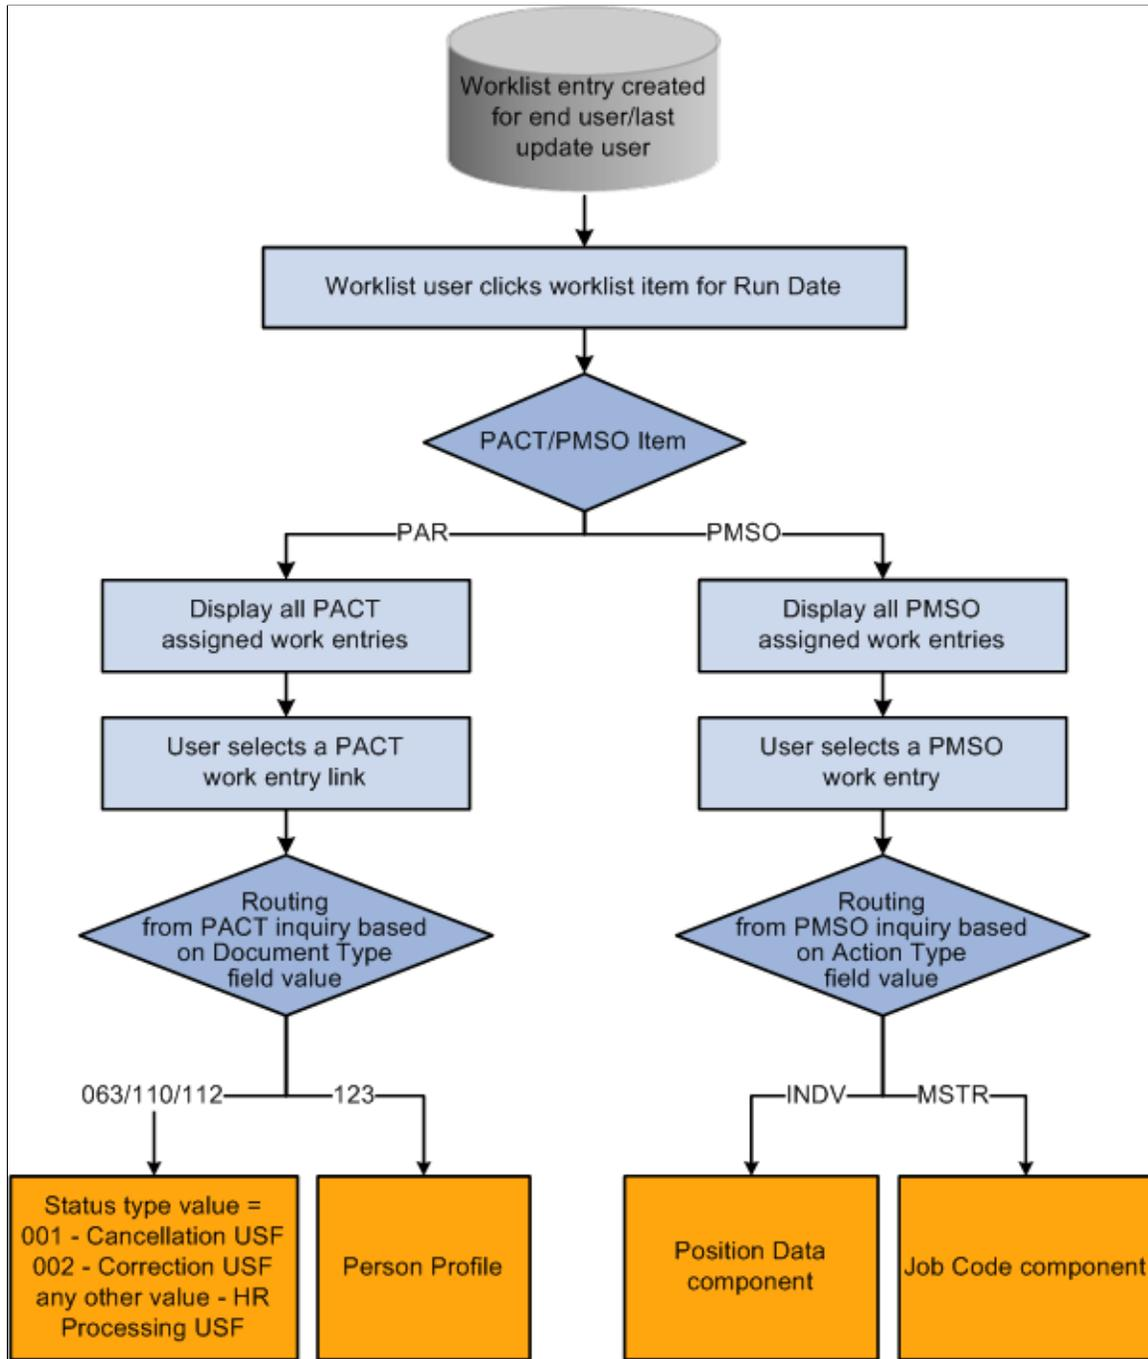 Worklist entry created
for end user/last
update user
Worklist user clicks worklist item for Run Date
PACT/PMSO Item
PAR
PMSO
Display all PACT
assigned work entries
Display all PMSO
assigned work entries
User selects a PACT
work entry link
User selects a PMSO
work entry
Routing
from PACT inquiry based
on Document Type
field value
Routing
from PMSO inquiry based
on Action Type
field value
063/110/112
123
INDV
MSTR
Status type value =
001 - Cancellation USF
002 - Correction USF
any other value - HR
Processing USF
Person Profile
Position Data
component
Job Code component